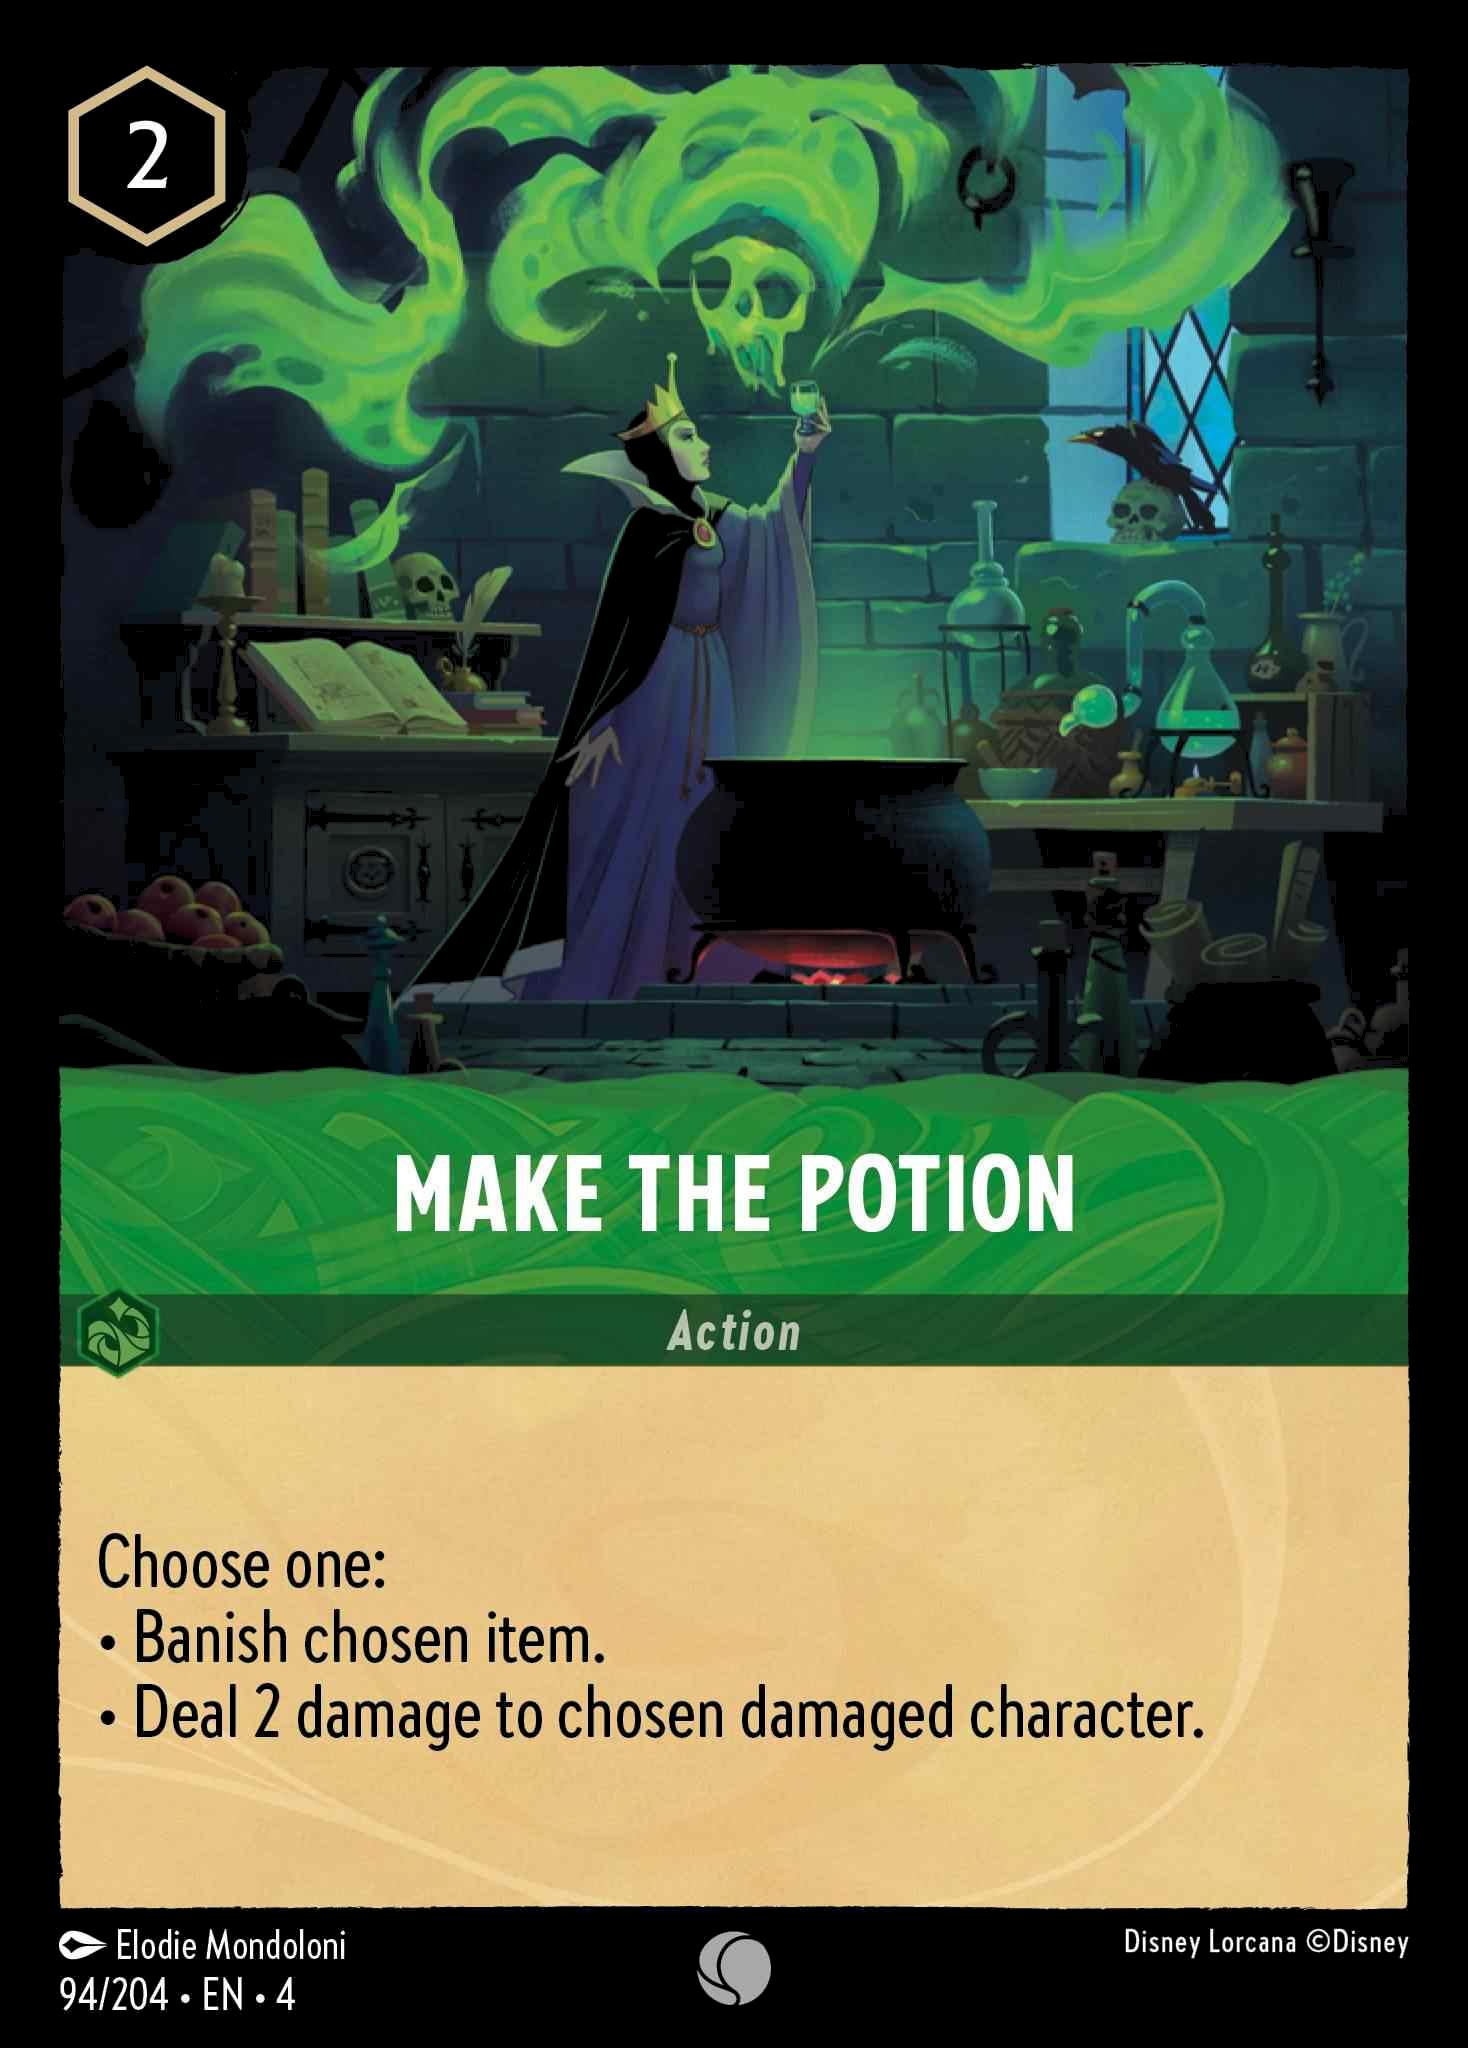 2
MAKE THE POTION
Action
Choose one:
• Banish chosen item.
• Deal 2 damage to chosen damaged character.
Elodie Mondoloni
Disney Lorcana ©Disney
94/204 • EN • 4